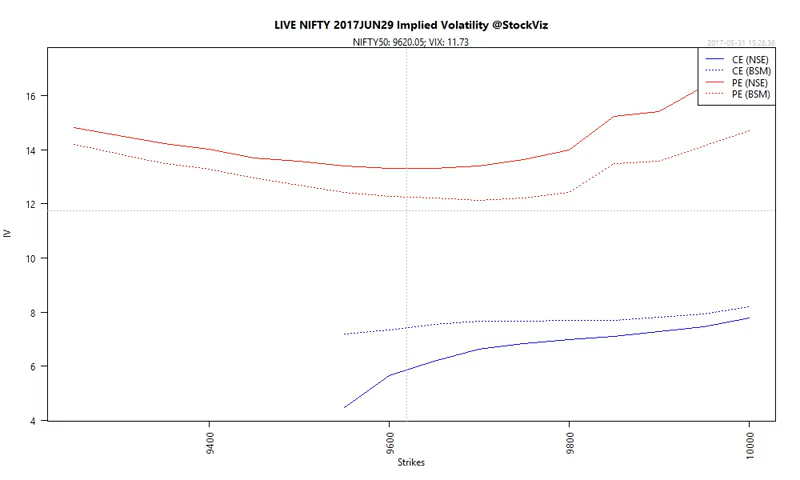 LIVE NIFTY 2017JUN29 Implied Volatility @StockViz
NIFTY50: 9620.05; VIX: 11.73
2017-05-31 15:26:36
CE (NSE)
CE (BSM)
PE (NSE)
PE (BSM)
16
14
12
10
8
6
4
IV
9400
9600
9800
10000
Strikes